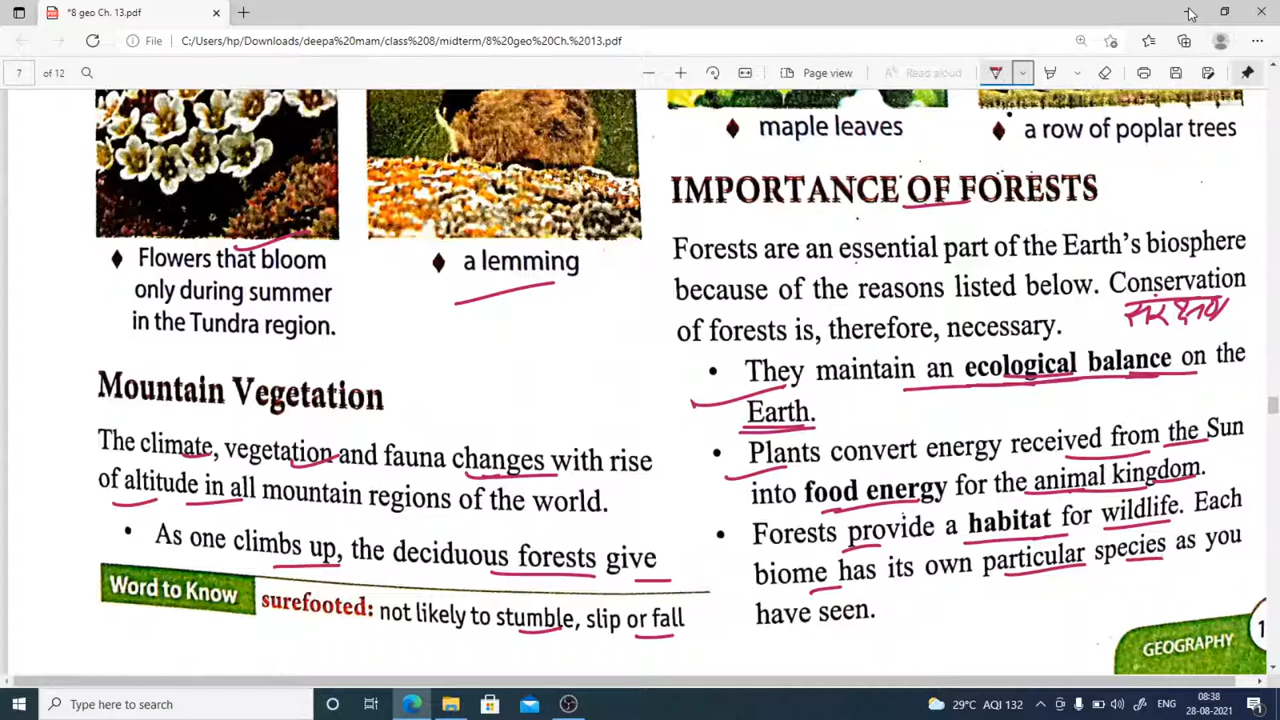 *8 geo Ch. 13.pdf
File
C:/Users/hp/Downloads/deepa%20mam/class%208/midterm/8%20geo%20Ch.%2013.pdf
7 of 12
Page view
Read aloud
maple leaves
a row of poplar trees
Flowers that bloom
only during summer
in the Tundra region.
a lemming
Mountain Vegetation
The climate, vegetation and fauna changes with rise
of altitude in all mountain regions of the world.
• As one climbs up, the deciduous forests give
Word to Know
surefooted: not likely to stumble, slip or fall
IMPORTANCE OF FORESTS
Forests are an essential part of the Earth's biosphere
because of the reasons listed below. Conservation
संरक्षण
of forests is, therefore, necessary.
• They maintain an ecological balance on the
Earth.
• Plants convert energy received from the Sun
into food energy for the animal kingdom.
• Forests provide a habitat for wildlife. Each
biome has its own particular species as you
have seen.
GEOGRAPHY 1
Type here to search
29°C AQI 132
ENG
08:38
28-08-2021